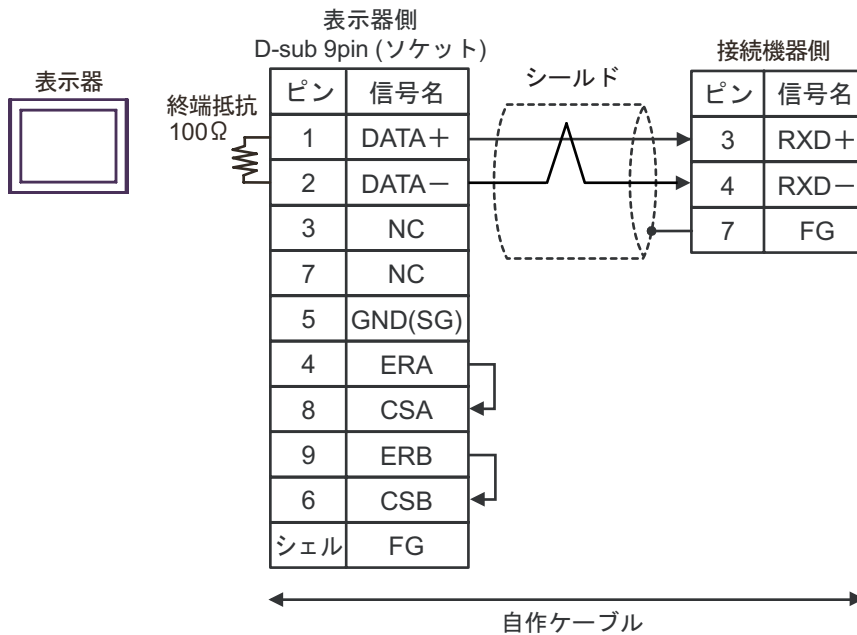 表示器側
D-sub 9pin (ソケット)
接続機器側
表示器
シールド
終端抵抗
100Ω
ピン 信号名
1 DATA＋
2 DATA－
3 NC
7 NC
5 GND(SG)
4 ERA
8 CSA
9 ERB
6 CSB
シェル FG
ピン 信号名
3 RXD＋
4 RXD－
7 FG
自作ケーブル